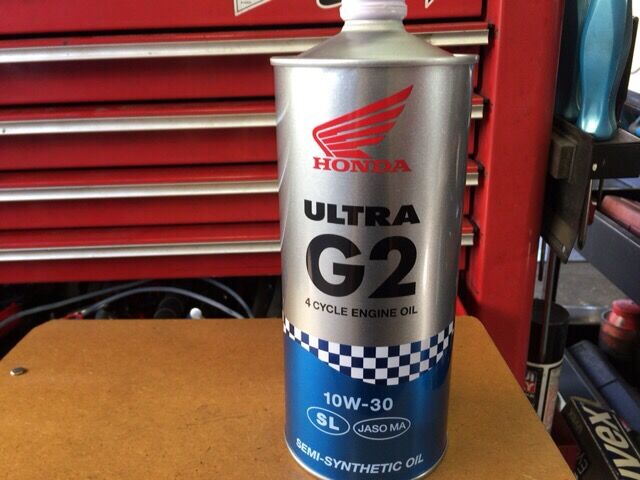 HONDA
ULTRA
G2
4 CYCLE ENGINE OIL
10W-30
SL
JASO MA
SEMI-SYNTHETIC OIL